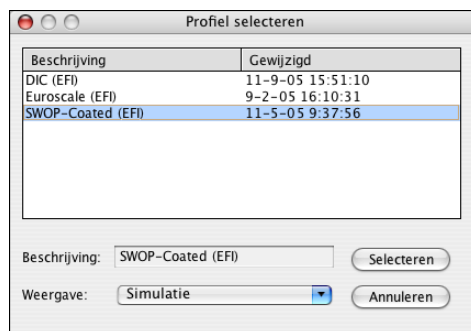 Profiel selecteren
Beschrijving Gewijzigd
DIC (EFI) 11-9-05 15:51:10
Euroscale (EFI) 9-2-05 16:10:31
SWOP-Coated (EFI) 11-5-05 9:37:56
Beschrijving: SWOP-Coated (EFI) Selecteren
Weergave: Simulatie Annuleren